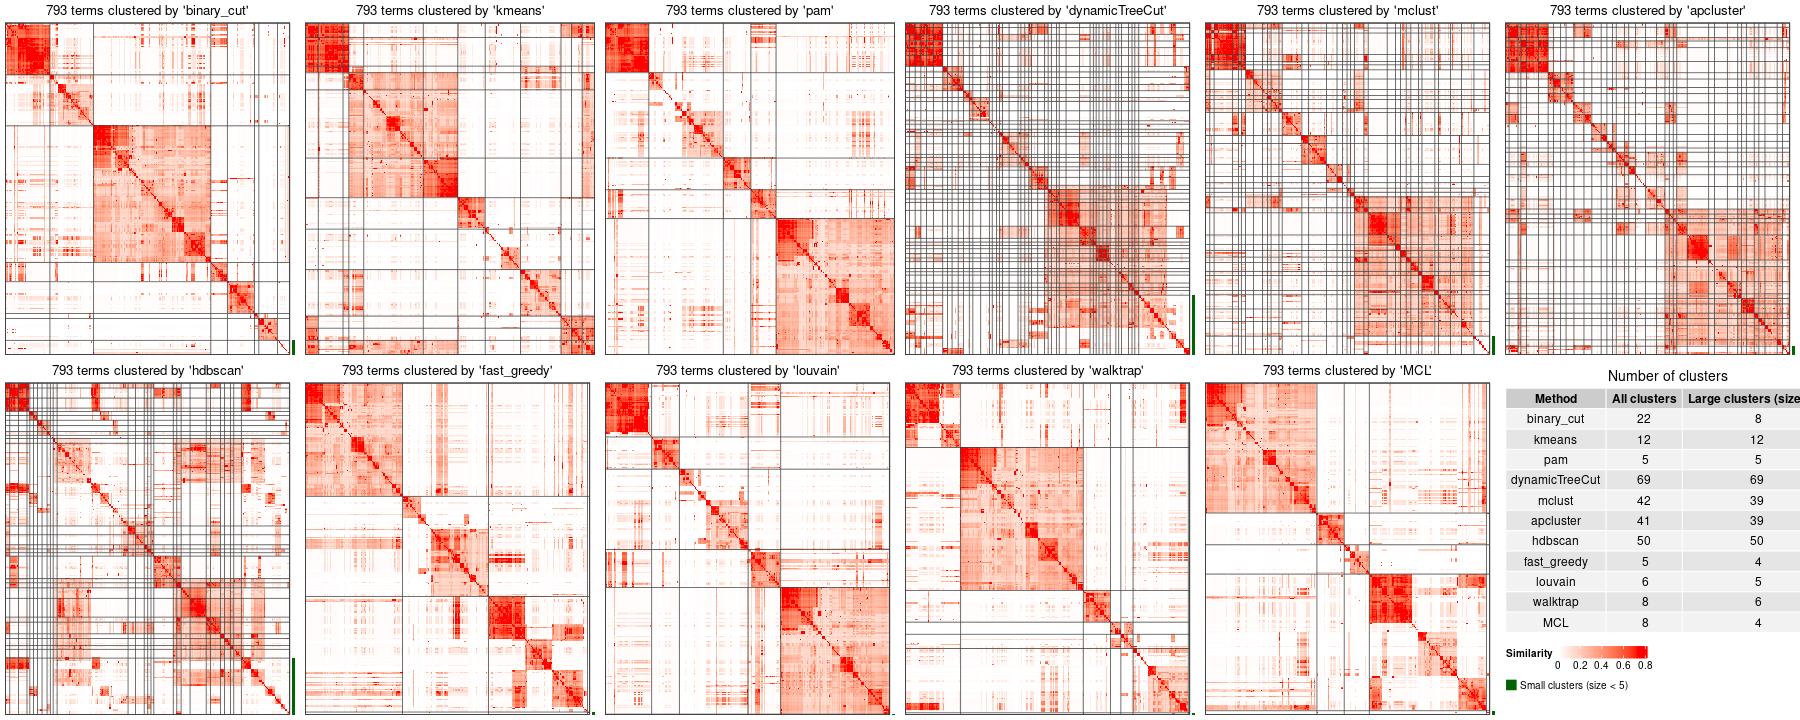 793 terms clustered by 'binary_cut'
793 terms clustered by 'kmeans'
793 terms clustered by 'pam'
793 terms clustered by 'dynamicTreeCut'
793 terms clustered by 'mclust'
793 terms clustered by 'apcluster'
793 terms clustered by 'hdbscan'
793 terms clustered by 'fast_greedy'
793 terms clustered by 'louvain'
793 terms clustered by 'walktrap'
793 terms clustered by 'MCL'
Number of clusters
Method All clusters Large clusters (size
binary_cut 22 8
kmeans 12 12
pam 5 5
dynamicTreeCut 69 69
mclust 42 39
apcluster 41 39
hdbscan 50 50
fast_greedy 5 4
louvain 6 5
walktrap 8 6
MCL 8 4
Similarity
0 0.2 0.4 0.6 0.8
Small clusters (size < 5)